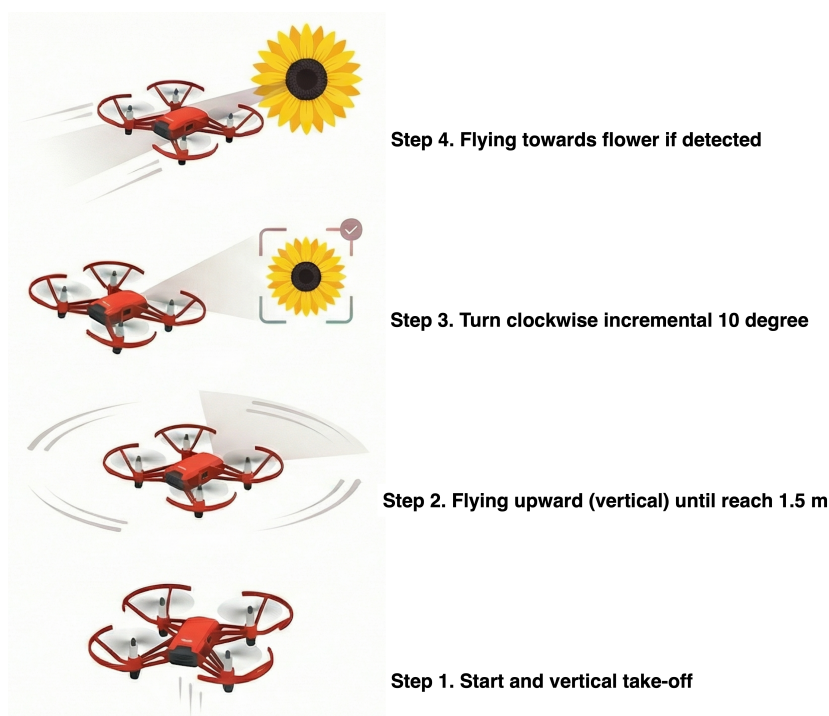 Step 4. Flying towards flower if detected
Step 3. Turn clockwise incremental 10 degree
Step 2. Flying upward (vertical) until reach 1.5 m
Step 1. Start and vertical take-off